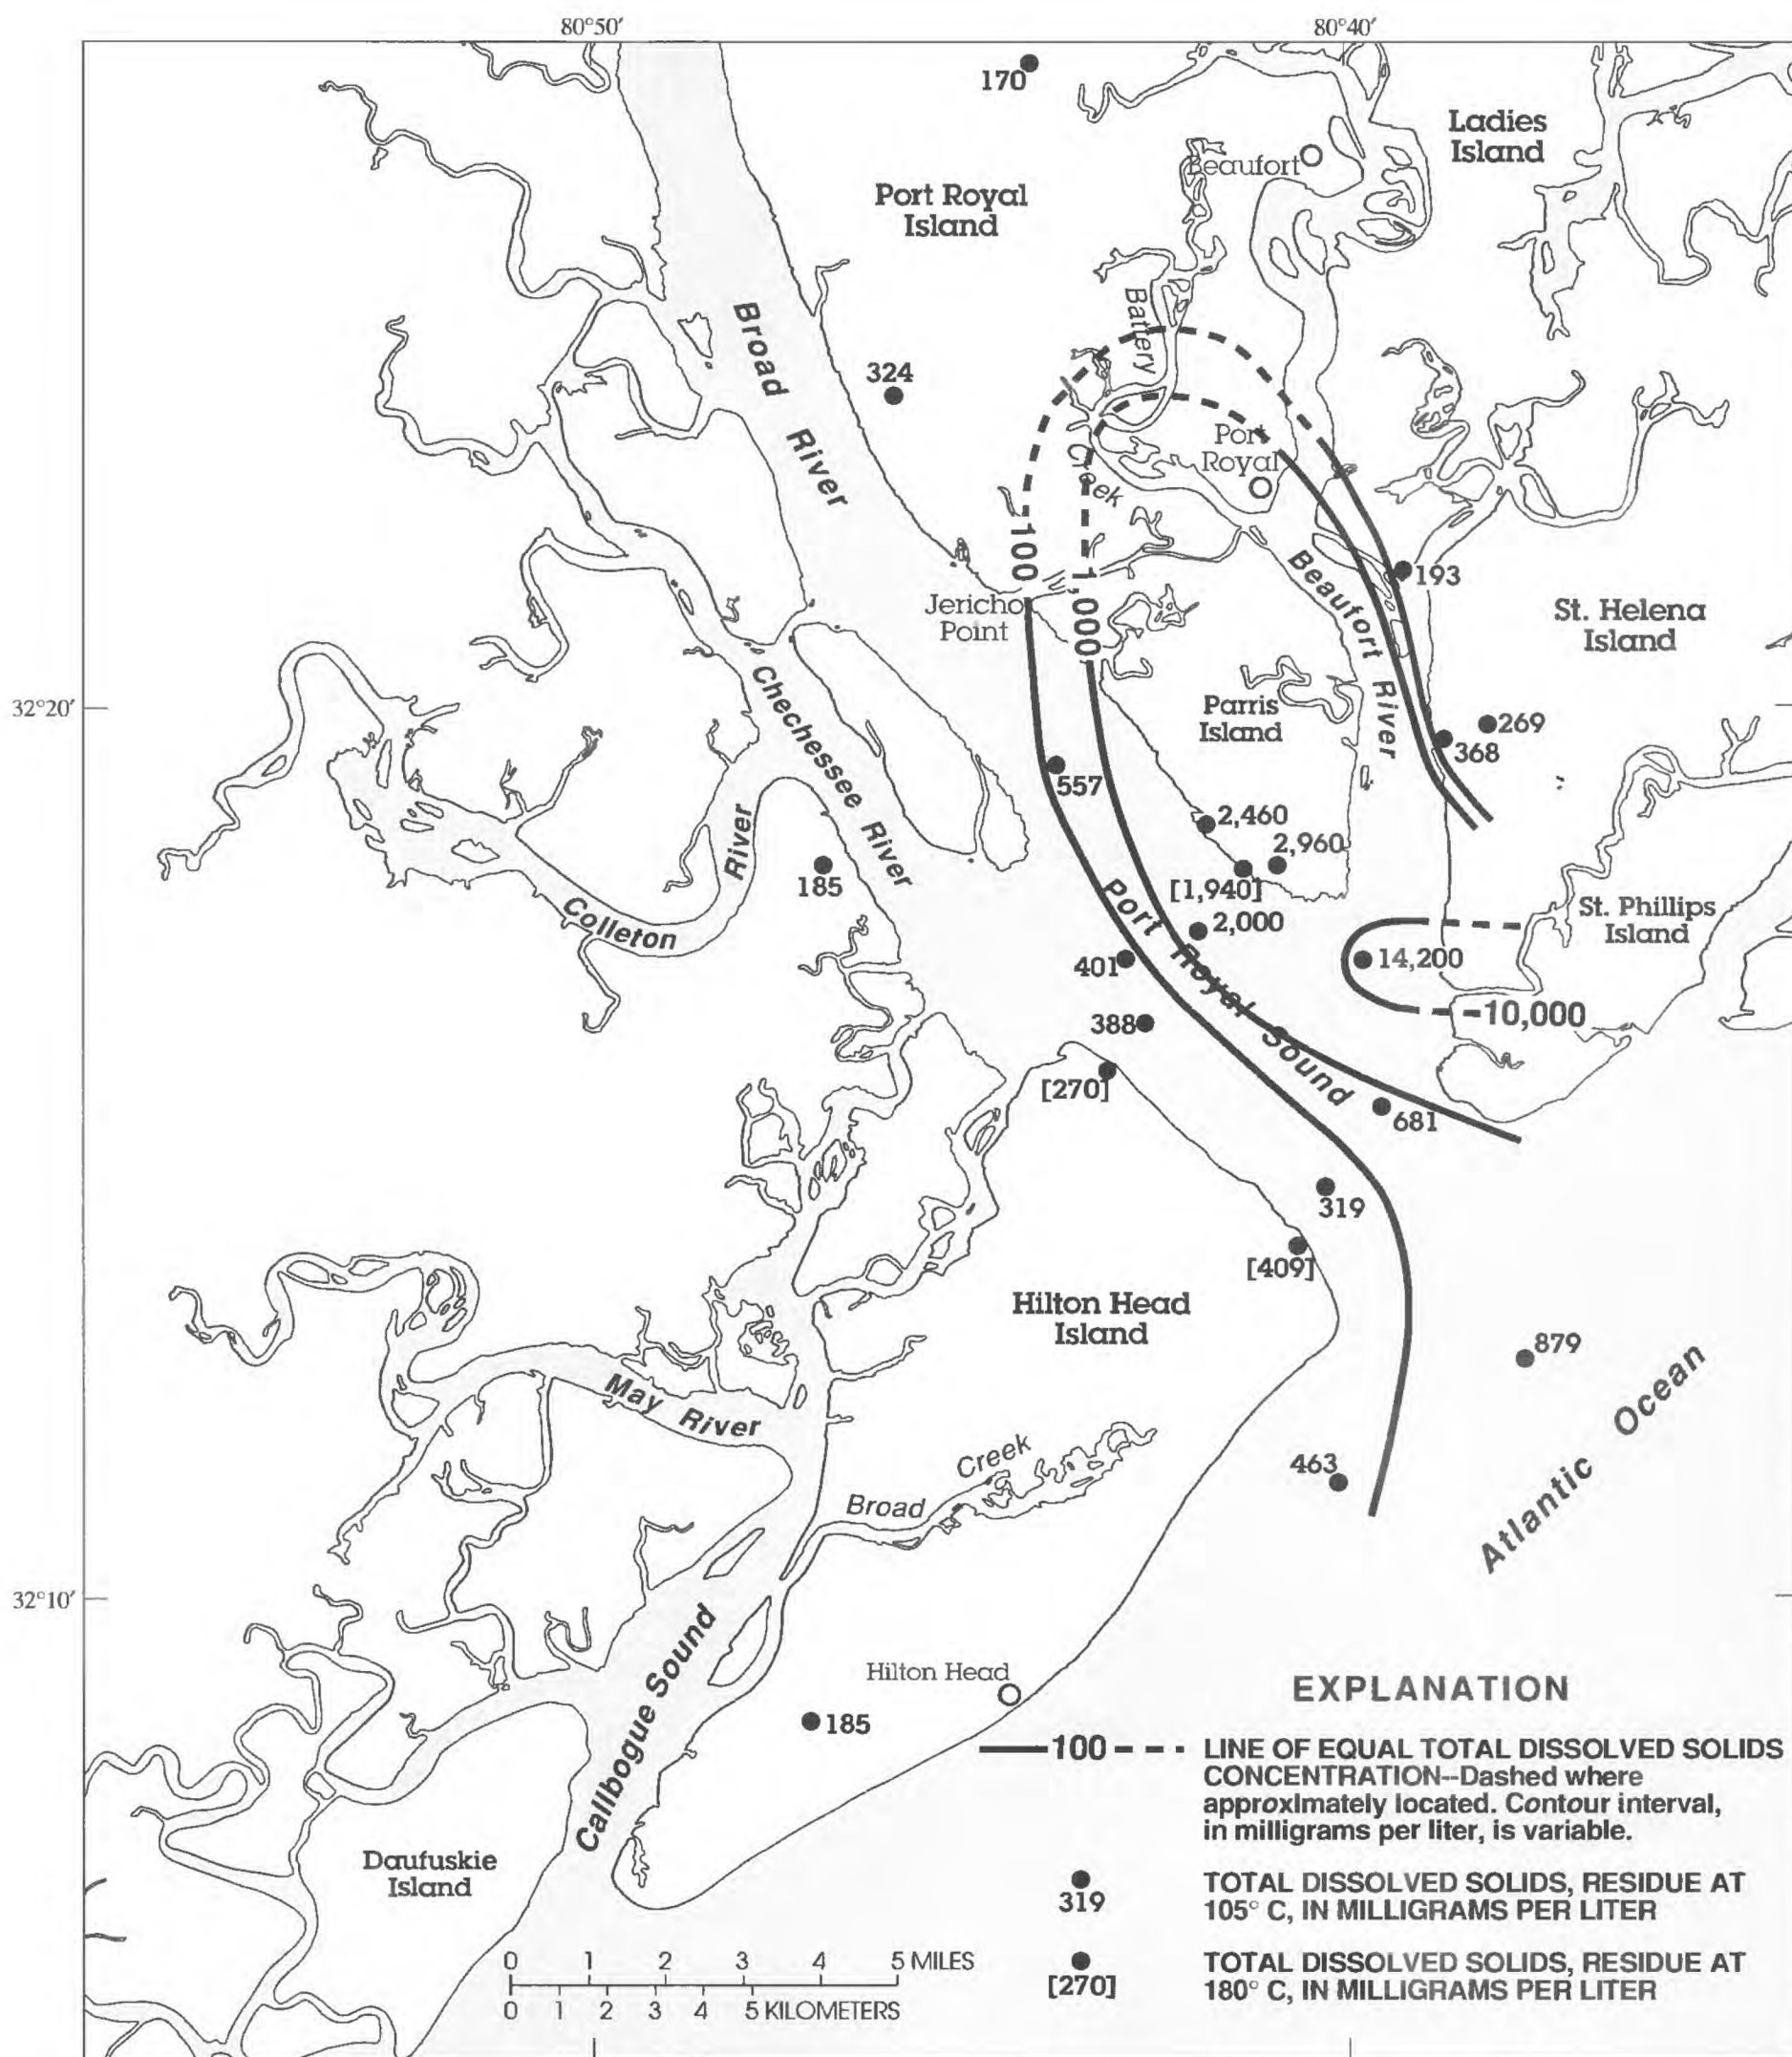 80°50′
80°40′
170
Ladies
Island
Beaufort
Port Royal
Island
Broad
River
Battery
Creek
324
Port
Royal
100
1,000
193
Jericho
Point
Beaufort River
St. Helena
Island
32°20′
Chechessee River
Parris
Island
269
368
557
2,460
2,960
[1,940]
185
River
Colleton
Port Royal Sound
2,000
St. Phillips
Island
401
14,200
10,000
388
[270]
681
319
[409]
Hilton Head
Island
879
Atlantic Ocean
May River
463
Creek
Broad
32°10′
Callbogue Sound
Hilton Head
185
Daufuskie
Island
EXPLANATION
100
LINE OF EQUAL TOTAL DISSOLVED SOLIDS
CONCENTRATION--Dashed where
approximately located. Contour interval,
in milligrams per liter, is variable.
319
TOTAL DISSOLVED SOLIDS, RESIDUE AT
105° C, IN MILLIGRAMS PER LITER
[270]
TOTAL DISSOLVED SOLIDS, RESIDUE AT
180° C, IN MILLIGRAMS PER LITER
0 1 2 3 4 5 MILES
0 1 2 3 4 5 KILOMETERS